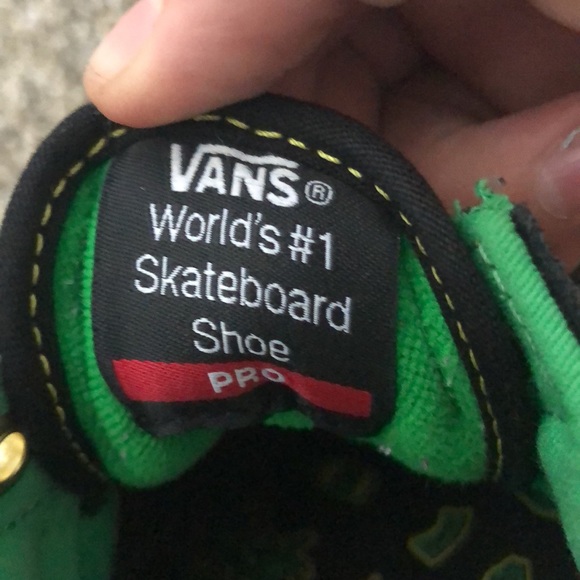 VANS®
World's #1
Skateboard
Shoe
PRO